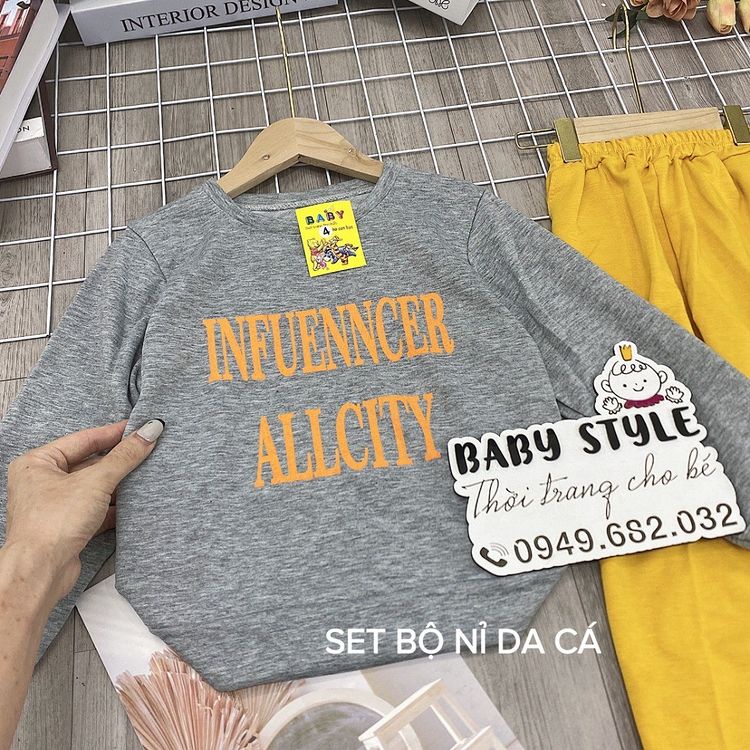 INTERIOR DESIGN
BABY
4
INFUENNCER
ALLCITY
BABY STYLE
Thời trang cho bé
0949.682.032
SET BỘ NỈ DA CÁ